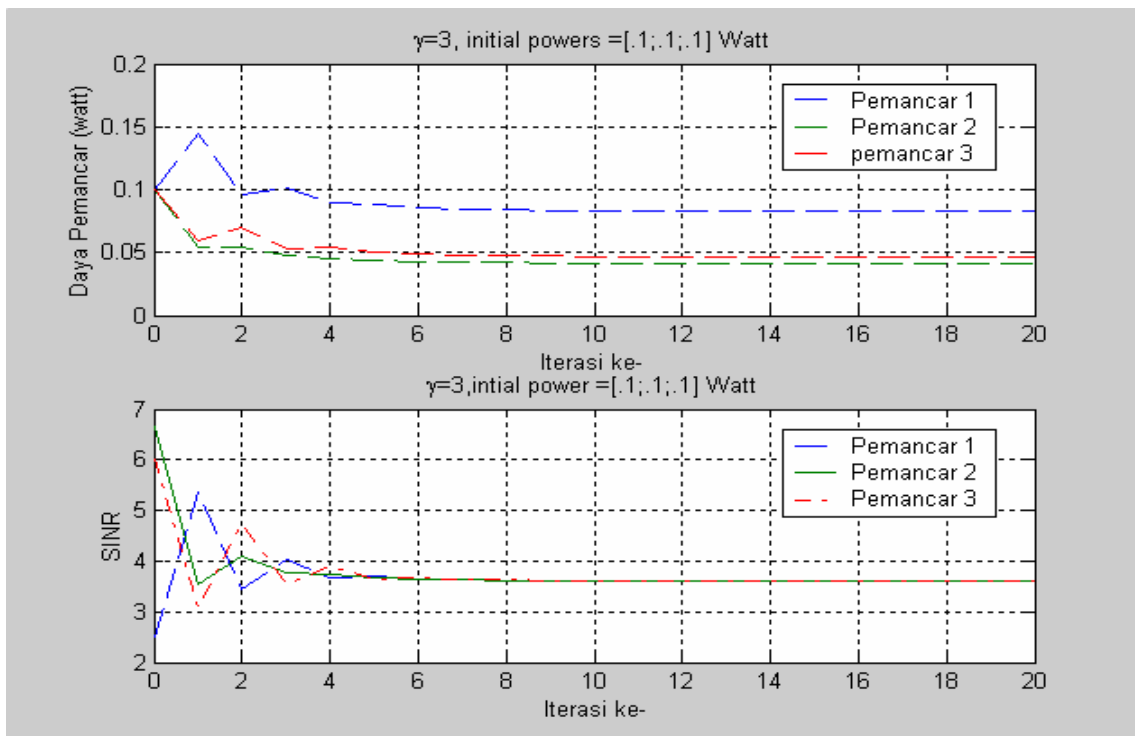 γ=3, initial powers =[.1;.1;.1] Watt
Daya Pemancar (watt)
0.2
0.15
0.1
0.05
0
Pemancar 1
Pemancar 2
pemancar 3
0 2 4 6 8 10 12 14 16 18 20
Iterasi ke-
γ=3,intial power =[.1;.1;.1] Watt
SINR
7
6
5
4
3
2
Pemancar 1
Pemancar 2
Pemancar 3
0 2 4 6 8 10 12 14 16 18 20
Iterasi ke-